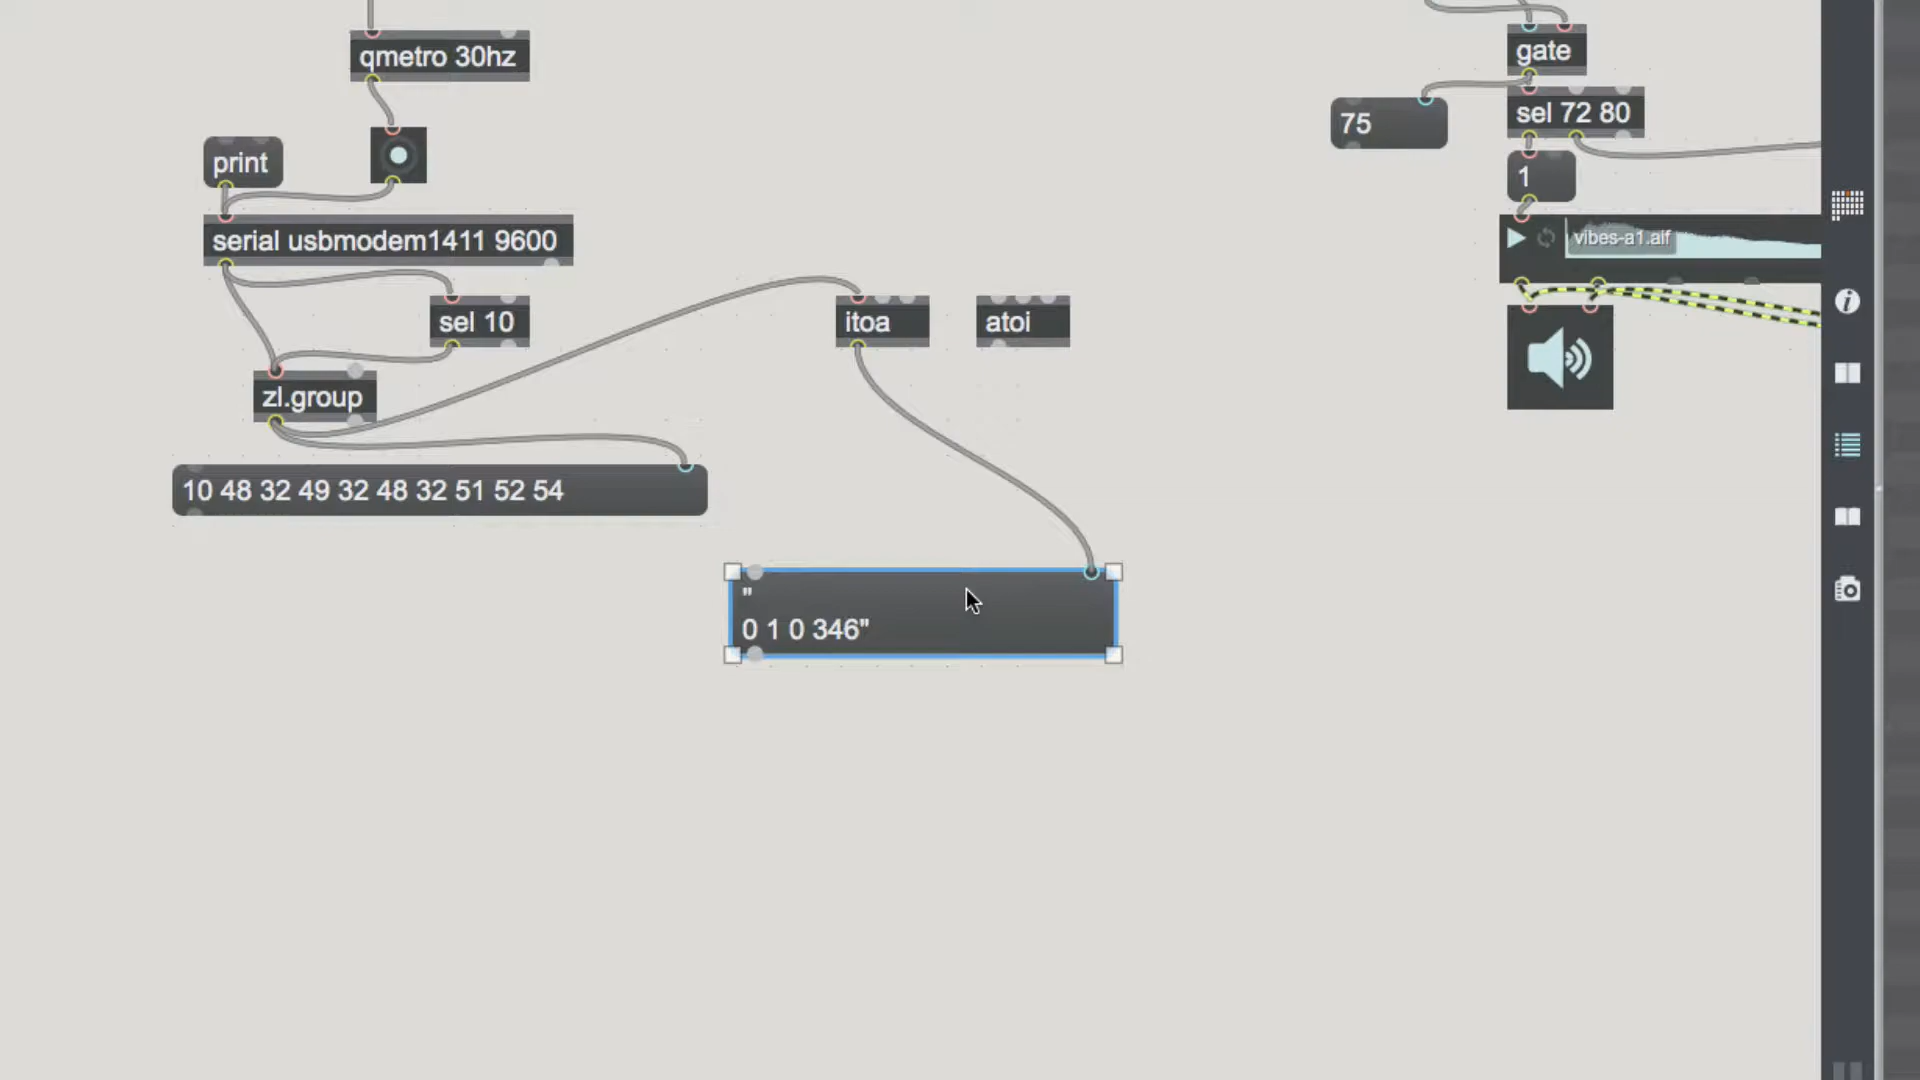 qmetro 30hz
print
serial usbmodem1411 9600
sel 10
zl.group
10 48 32 49 32 48 32 51 52 54
itoa
atoi
"
0 1 0 346"
gate
75
sel 72 80
1
vibes-a1.aif